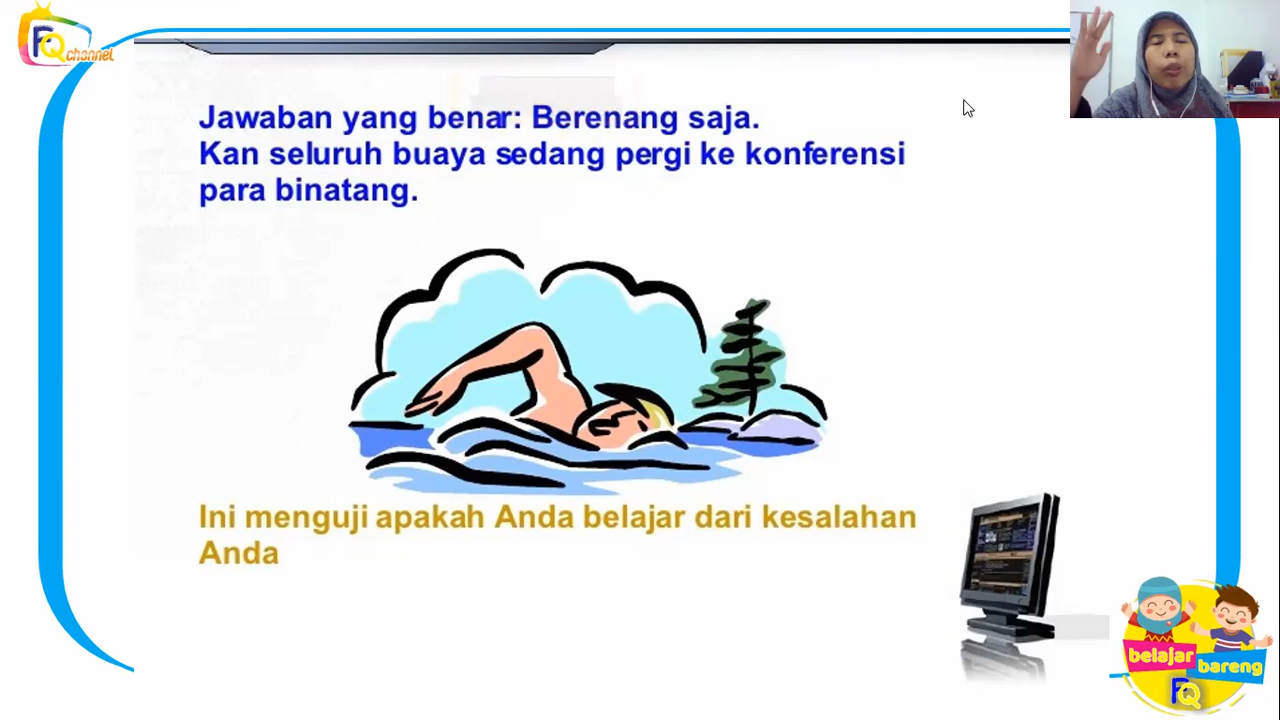 FQ channel
Jawaban yang benar: Berenang saja.
Kan seluruh buaya sedang pergi ke konferensi
para binatang.
Ini menguji apakah Anda belajar dari kesalahan
Anda
belajar
bareng
FQ